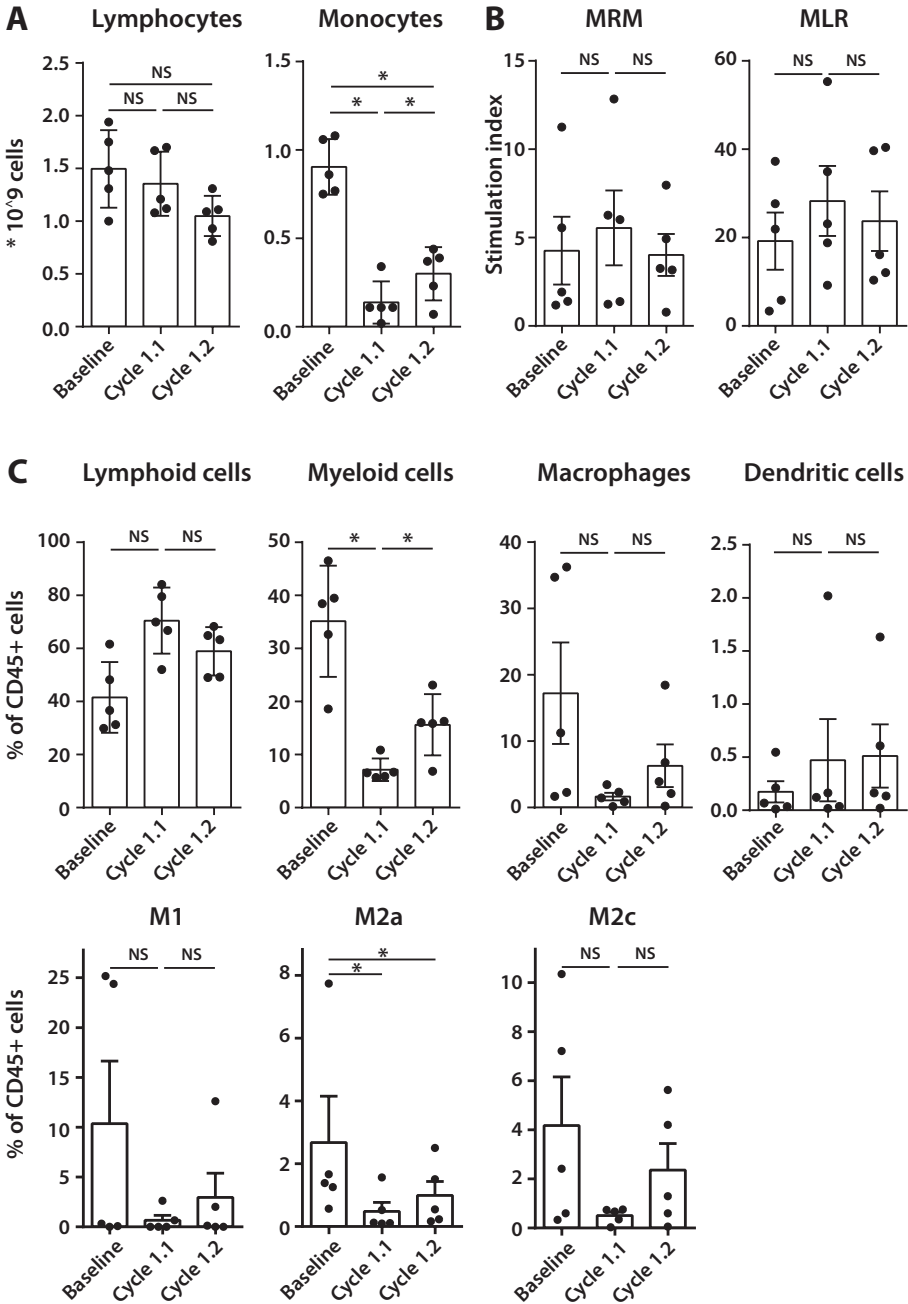 A
Lymphocytes
Monocytes
B
MRM
MLR
* 10^9 cells
2.5
2.0
1.5
1.0
0.5
0.0
NS
NS
NS
Baseline
Cycle 1.1
Cycle 1.2
1.5
1.0
0.5
0.0
*
*
*
Baseline
Cycle 1.1
Cycle 1.2
Stimulation index
15
10
5
0
NS
NS
Baseline
Cycle 1.1
Cycle 1.2
60
40
20
0
NS
NS
Baseline
Cycle 1.1
Cycle 1.2
C
Lymphoid cells
Myeloid cells
Macrophages
Dendritic cells
% of CD45+ cells
100
80
60
40
20
0
NS
NS
Baseline
Cycle 1.1
Cycle 1.2
50
40
30
20
10
0
*
*
Baseline
Cycle 1.1
Cycle 1.2
40
30
20
10
0
NS
NS
Baseline
Cycle 1.1
Cycle 1.2
2.5
2.0
1.5
1.0
0.5
0.0
NS
NS
Baseline
Cycle 1.1
Cycle 1.2
M1
M2a
M2c
% of CD45+ cells
25
20
15
10
5
0
NS
NS
Baseline
Cycle 1.1
Cycle 1.2
8
6
4
2
0
*
*
Baseline
Cycle 1.1
Cycle 1.2
10
8
6
4
2
0
NS
NS
Baseline
Cycle 1.1
Cycle 1.2